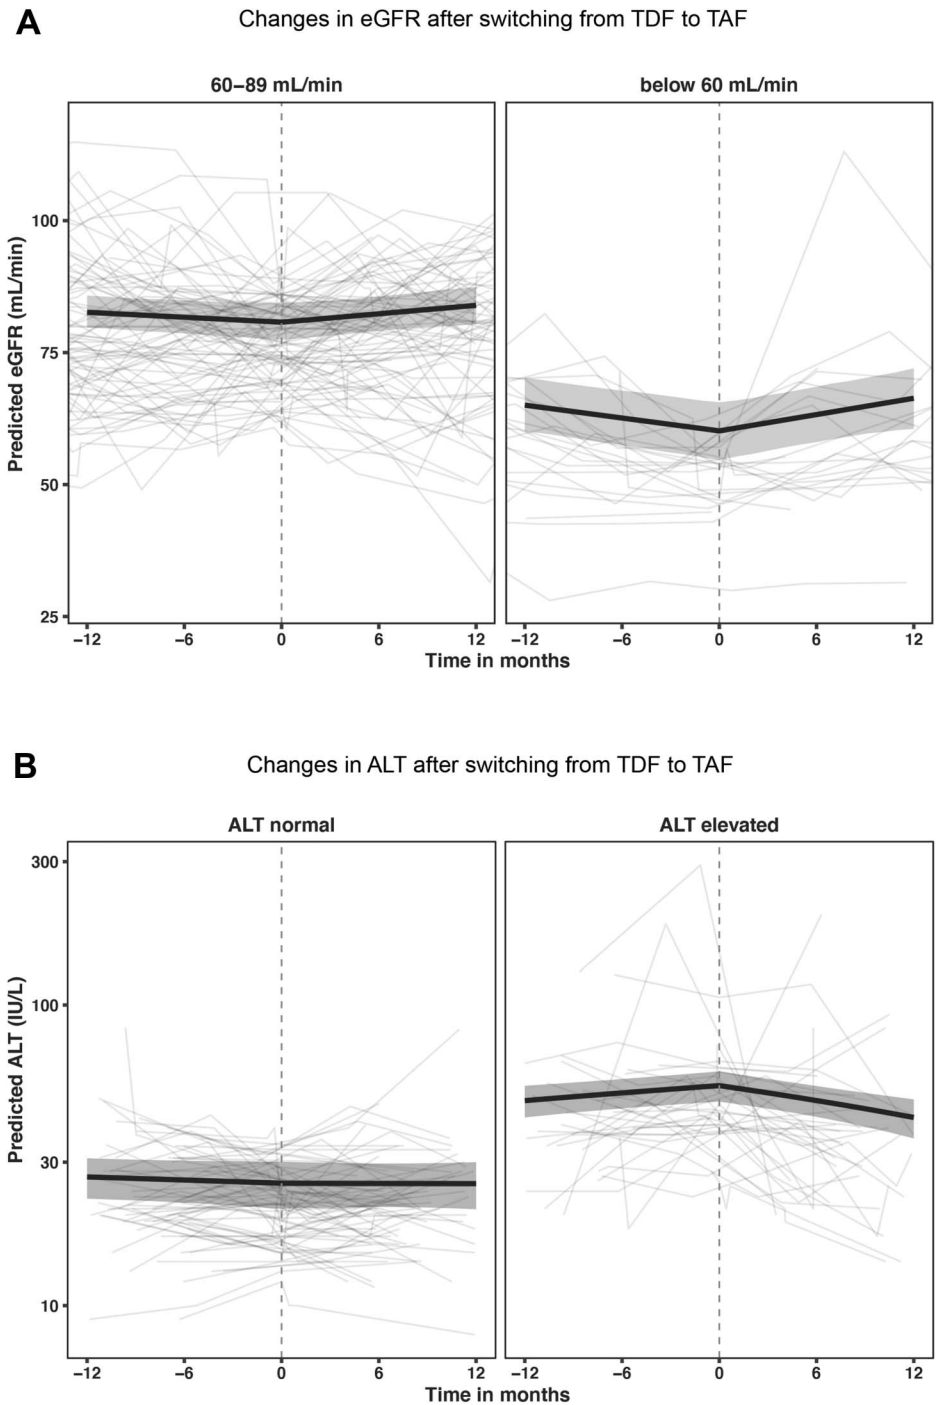 A
Changes in eGFR after switching from TDF to TAF
60–89 mL/min
below 60 mL/min
Predicted eGFR (mL/min)
100
75
50
25
−12
−6
0
6
12
−12
−6
0
6
12
Time in months
B
Changes in ALT after switching from TDF to TAF
ALT normal
ALT elevated
Predicted ALT (IU/L)
300
100
30
10
−12
−6
0
6
12
−12
−6
0
6
12
Time in months